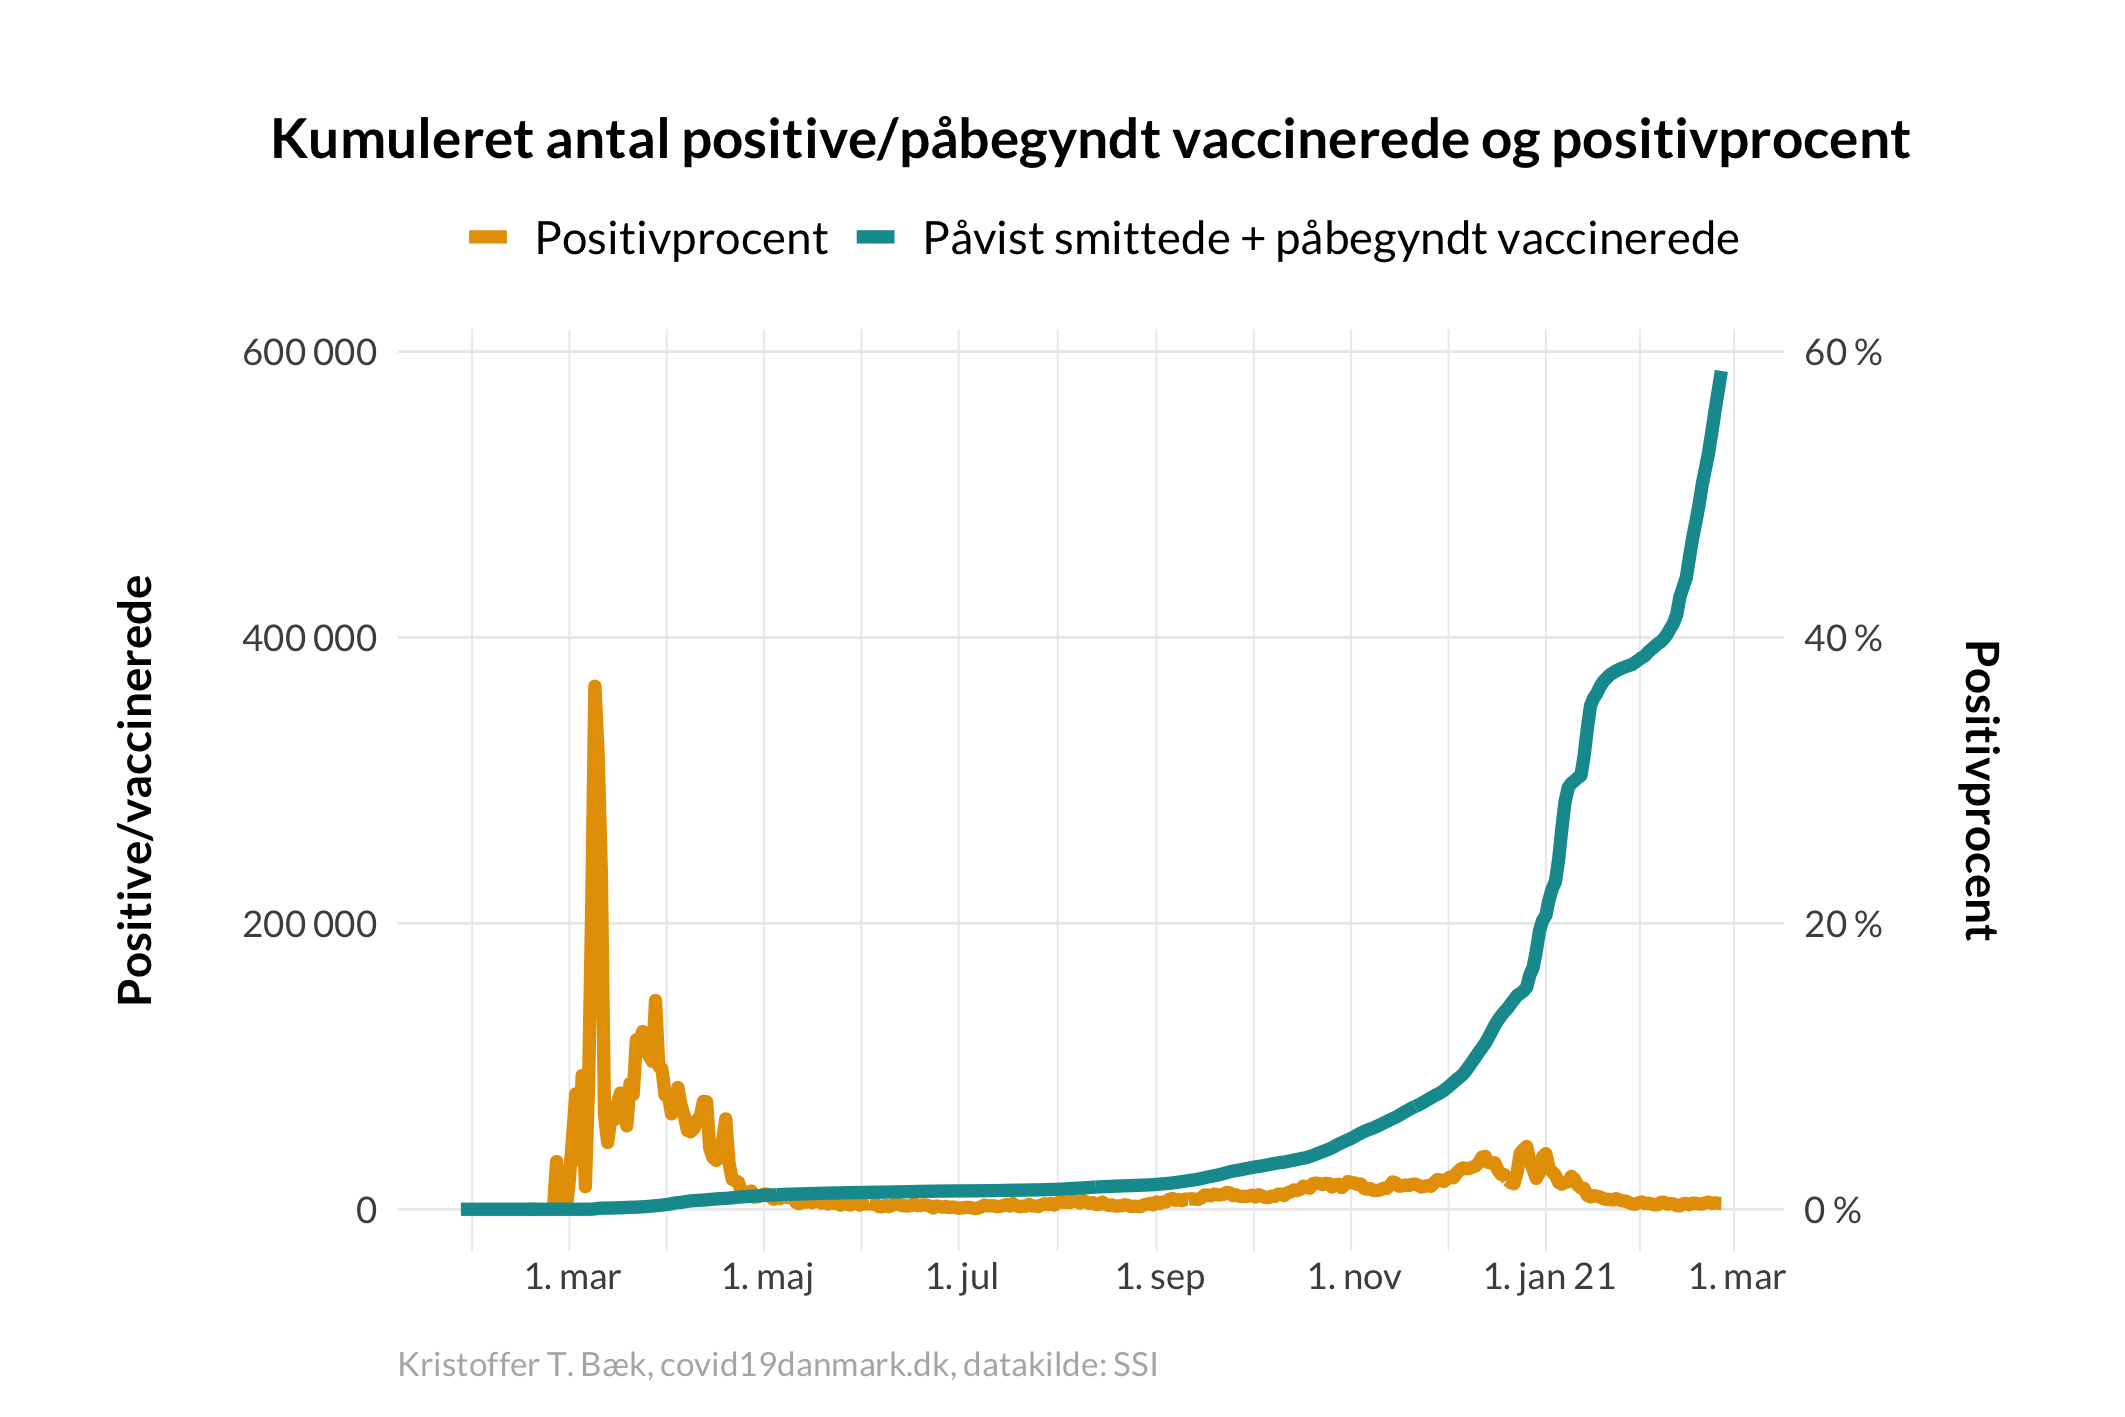 Kumuleret antal positive/påbegyndt vaccinerede og positivprocent
Positivprocent Påvist smittede + påbegyndt vaccinerede
600 000
400 000
200 000
0
Positive/vaccinerede
60 %
40 %
20 %
0 %
Positivprocent
1. mar 1. maj 1. jul 1. sep 1. nov 1. jan 21 1. mar
Kristoffer T. Bæk, covid19danmark.dk, datakilde: SSI